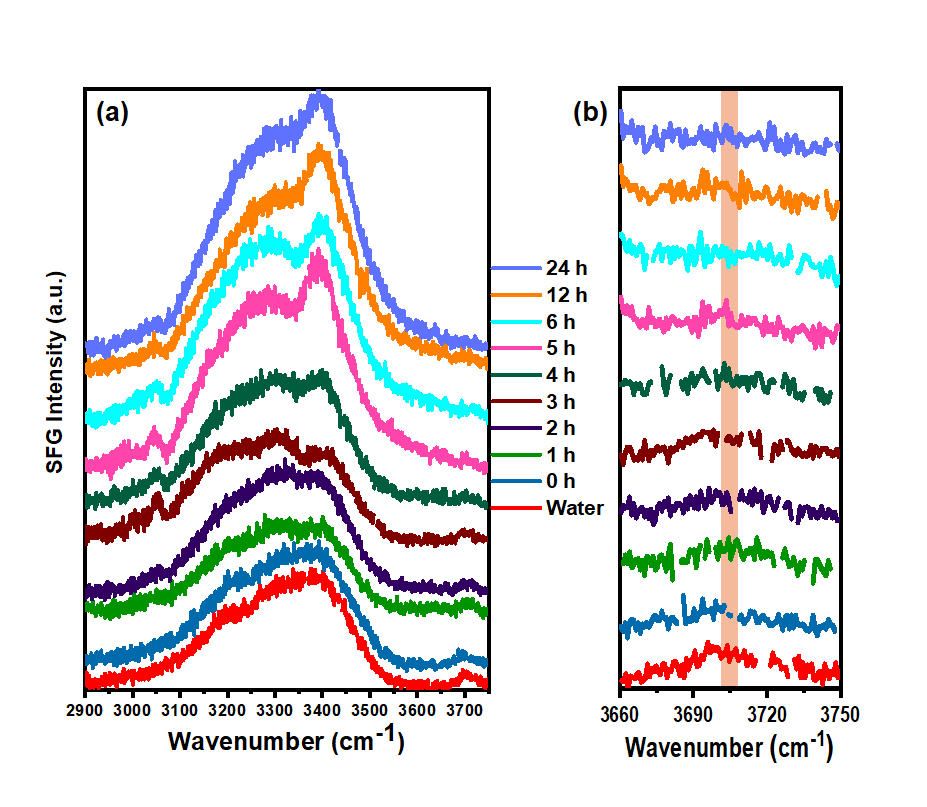 (a)
(b)
SFG Intensity (a.u.)
24 h
12 h
6 h
5 h
4 h
3 h
2 h
1 h
0 h
Water
2900 3000 3100 3200 3300 3400 3500 3600 3700
Wavenumber (cm⁻¹)
3660 3690 3720 3750
Wavenumber (cm⁻¹)